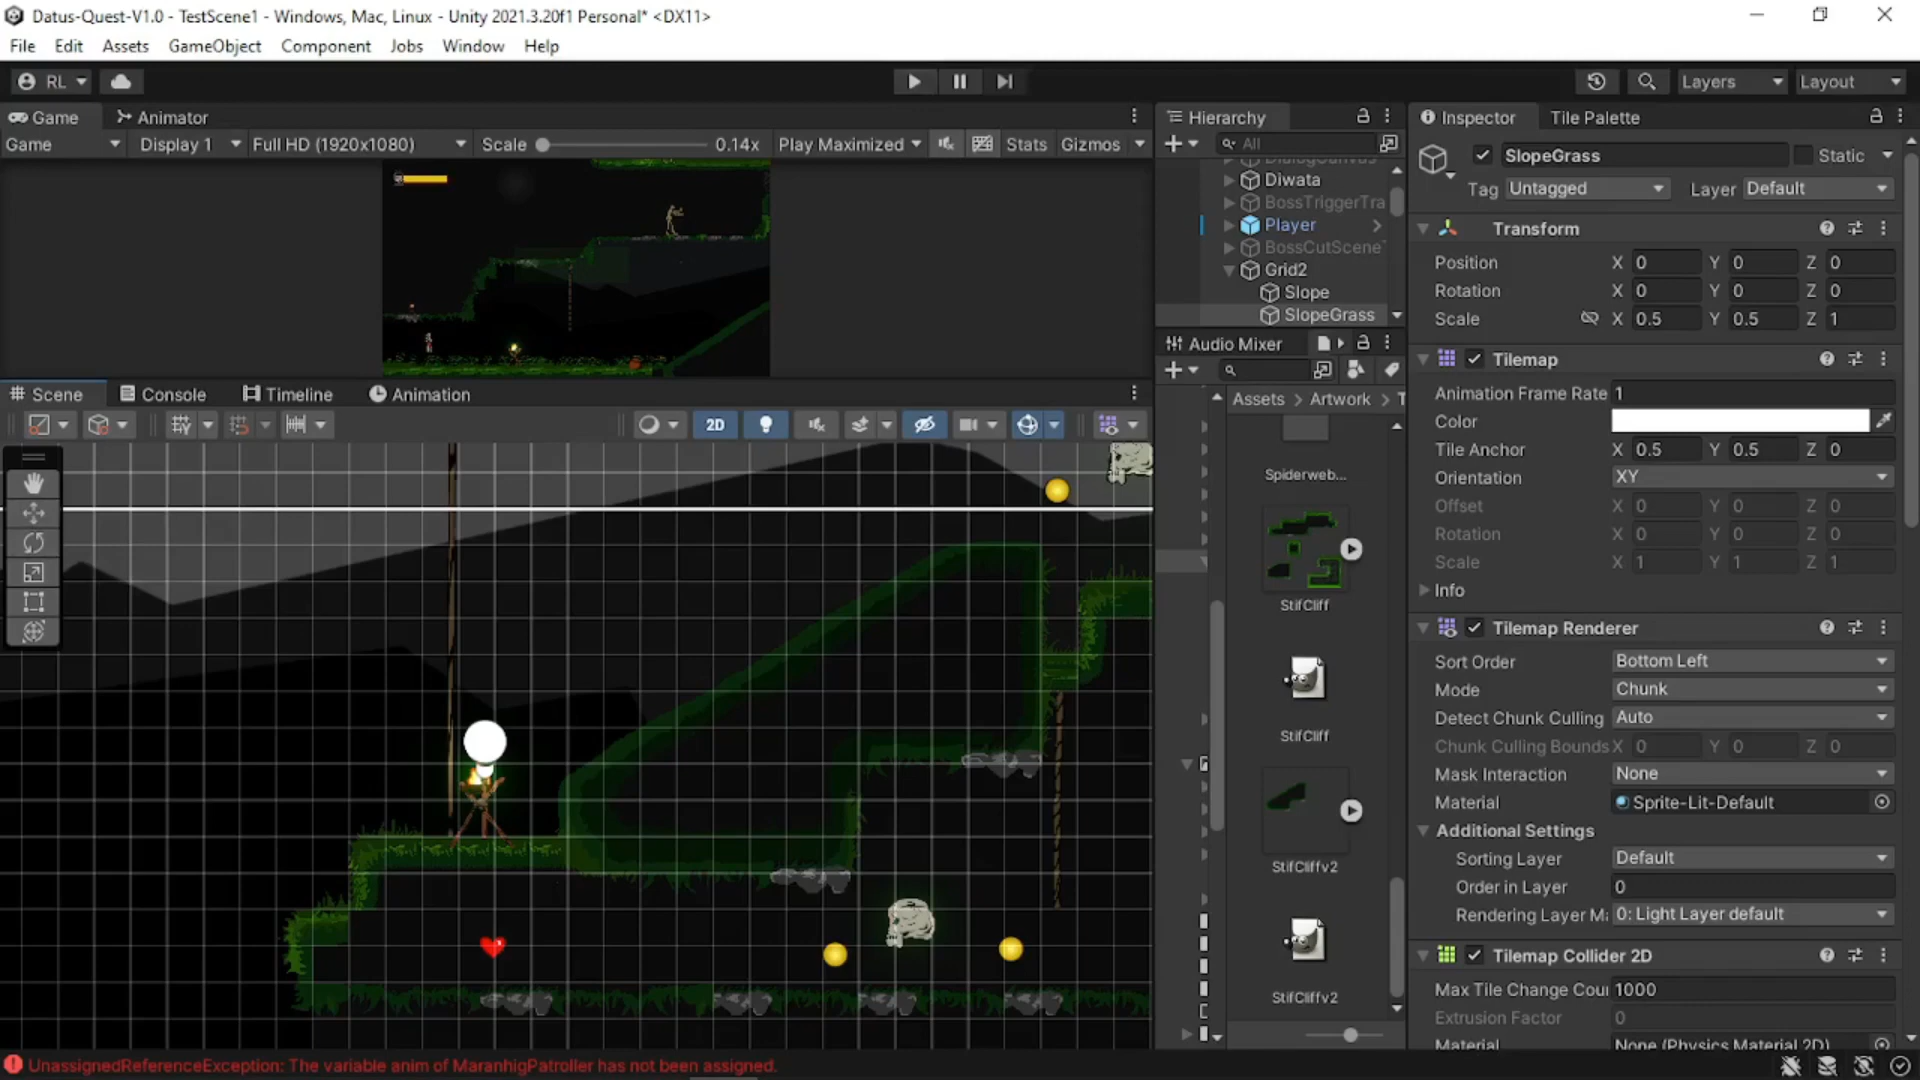 Datus-Quest-V1.0 - TestScene1 - Windows, Mac, Linux - Unity 2021.3.20f1 Personal* <DX11>
File Edit Assets GameObject Component Jobs Window Help
RL Layers Layout
Game Animator
Game Display 1 Full HD (1920x1080) Scale 0.14x Play Maximized Stats Gizmos
Scene Console Timeline Animation
2D
Hierarchy
All
Diwata
BossTriggerTra
Player
BossCutScene
Grid2
Slope
SlopeGrass
Audio Mixer
Assets > Artwork > T
Spiderweb...
StifCliff
StifCliff
StifCliffv2
StifCliffv2
Inspector Tile Palette
SlopeGrass Static
Tag Untagged Layer Default
Transform
Position X 0 Y 0 Z 0
Rotation X 0 Y 0 Z 0
Scale X 0.5 Y 0.5 Z 1
Tilemap
Animation Frame Rate 1
Color
Tile Anchor X 0.5 Y 0.5 Z 0
Orientation XY
Offset X 0 Y 0 Z 0
Rotation X 0 Y 0 Z 0
Scale X 1 Y 1 Z 1
Info
Tilemap Renderer
Sort Order Bottom Left
Mode Chunk
Detect Chunk Culling Auto
Chunk Culling Bounds X 0 Y 0 Z 0
Mask Interaction None
Material Sprite-Lit-Default
Additional Settings
Sorting Layer Default
Order in Layer 0
Rendering Layer M 0: Light Layer default
Tilemap Collider 2D
Max Tile Change Cou 1000
Extrusion Factor 0
Material None (Physics Material 2D)
UnassignedReferenceException: The variable anim of MaranhigPatroller has not been assigned.